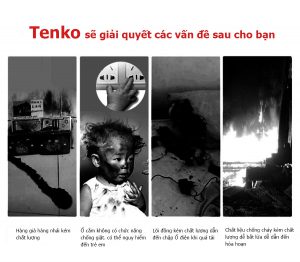 Tenko sẽ giải quyết các vấn đề sau cho bạn
Hàng giả hàng nhái kém
chất lượng
Ổ cắm không có chức năng
chống giật, có thể nguy hiểm
đến trẻ em
Lõi đồng kém chất lượng dẫn
đến chập Ổ điện khi quá tải
Chất liệu chống cháy kém chất
lượng dễ bắt lửa dễ dẫn đến
hỏa hoạn